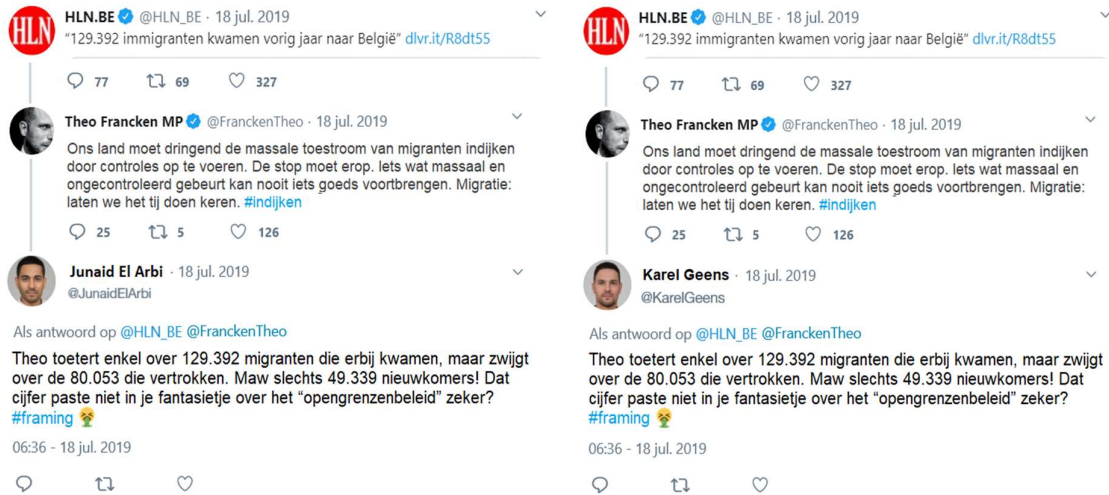 HLN
HLN.BE @HLN_BE · 18 jul. 2019
“129.392 immigranten kwamen vorig jaar naar België” dlvr.it/R8dt55
77 69 327
Theo Francken MP @FranckenTheo · 18 jul. 2019
Ons land moet dringend de massale toestroom van migranten indijken
door controles op te voeren. De stop moet erop. Iets wat massaal en
ongecontroleerd gebeurt kan nooit iets goeds voortbrengen. Migratie:
laten we het tij doen keren. #indijken
25 5 126
Junaid El Arbi · 18 jul. 2019
@JunaidElArbi
Als antwoord op @HLN_BE @FranckenTheo
Theo toetert enkel over 129.392 migranten die erbij kwamen, maar zwijgt
over de 80.053 die vertrokken. Maw slechts 49.339 nieuwkomers! Dat
cijfer paste niet in je fantasietje over het “opengrenzenbeleid” zeker?
#framing 🤮
06:36 - 18 jul. 2019
HLN
HLN.BE @HLN_BE · 18 jul. 2019
“129.392 immigranten kwamen vorig jaar naar België” dlvr.it/R8dt55
77 69 327
Theo Francken MP @FranckenTheo · 18 jul. 2019
Ons land moet dringend de massale toestroom van migranten indijken
door controles op te voeren. De stop moet erop. Iets wat massaal en
ongecontroleerd gebeurt kan nooit iets goeds voortbrengen. Migratie:
laten we het tij doen keren. #indijken
25 5 126
Karel Geens · 18 jul. 2019
@KarelGeens
Als antwoord op @HLN_BE @FranckenTheo
Theo toetert enkel over 129.392 migranten die erbij kwamen, maar zwijgt
over de 80.053 die vertrokken. Maw slechts 49.339 nieuwkomers! Dat
cijfer paste niet in je fantasietje over het “opengrenzenbeleid” zeker?
#framing 🤮
06:36 - 18 jul. 2019